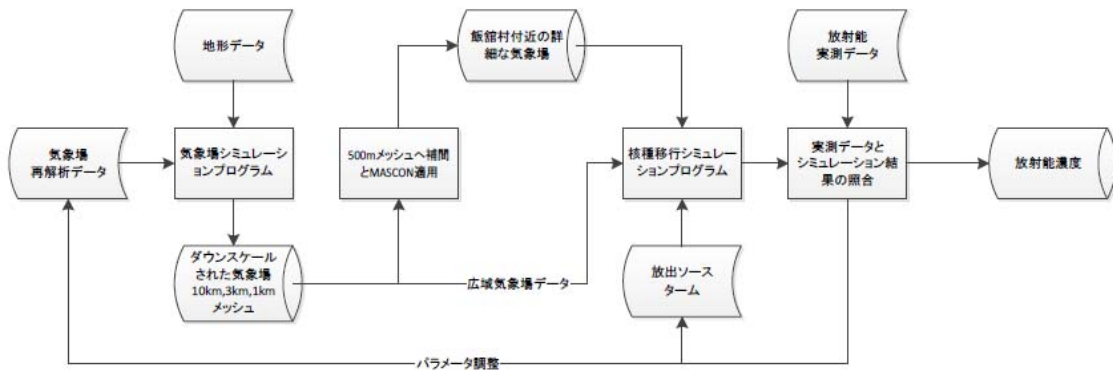 地形データ
飯舘村付近の詳
細な気象場
放射能
実測データ
気象場
再解析データ
気象場シミュレーシ
ョンプログラム
500mメッシュへ補間
とMASCON適用
核種移行シミュレー
ションプログラム
実測データと
シミュレーション結
果の照合
放射能濃度
ダウンスケール
された気象場
10km,3km,1km
メッシュ
広域気象場データ
放出ソース
ターム
パラメータ調整